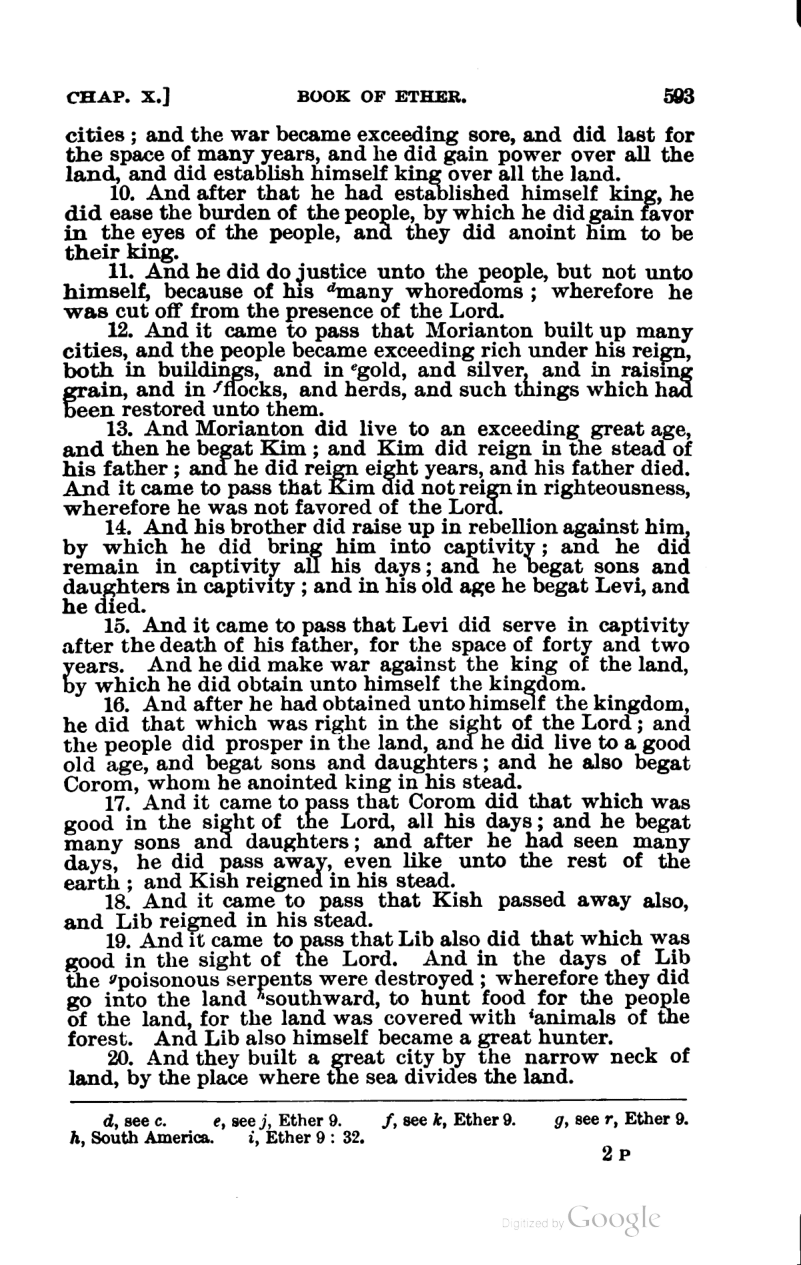 CHAP. X.] BOOK OF ETHER. 593
cities ; and the war became exceeding sore, and did last for
the space of many years, and he did gain power over all the
land, and did establish himself king over all the land.
10. And after that he had established himself king, he
did ease the burden of the people, by which he did gain favor
in the eyes of the people, and they did anoint him to be
their king.
11. And he did do justice unto the people, but not unto
himself, because of his dmany whoredoms ; wherefore he
was cut off from the presence of the Lord.
12. And it came to pass that Morianton built up many
cities, and the people became exceeding rich under his reign,
both in buildings, and in egold, and silver, and in raising
grain, and in fflocks, and herds, and such things which had
been restored unto them.
13. And Morianton did live to an exceeding great age,
and then he begat Kim ; and Kim did reign in the stead of
his father ; and he did reign eight years, and his father died.
And it came to pass that Kim did not reign in righteousness,
wherefore he was not favored of the Lord.
14. And his brother did raise up in rebellion against him,
by which he did bring him into captivity ; and he did
remain in captivity all his days ; and he begat sons and
daughters in captivity ; and in his old age he begat Levi, and
he died.
15. And it came to pass that Levi did serve in captivity
after the death of his father, for the space of forty and two
years. And he did make war against the king of the land,
by which he did obtain unto himself the kingdom.
16. And after he had obtained unto himself the kingdom,
he did that which was right in the sight of the Lord ; and
the people did prosper in the land, and he did live to a good
old age, and begat sons and daughters ; and he also begat
Corom, whom he anointed king in his stead.
17. And it came to pass that Corom did that which was
good in the sight of the Lord, all his days ; and he begat
many sons and daughters ; and after he had seen many
days, he did pass away, even like unto the rest of the
earth ; and Kish reigned in his stead.
18. And it came to pass that Kish passed away also,
and Lib reigned in his stead.
19. And it came to pass that Lib also did that which was
good in the sight of the Lord. And in the days of Lib
the gpoisonous serpents were destroyed ; wherefore they did
go into the land hsouthward, to hunt food for the people
of the land, for the land was covered with ianimals of the
forest. And Lib also himself became a great hunter.
20. And they built a great city by the narrow neck of
land, by the place where the sea divides the land.
d, see c. e, see j, Ether 9. f, see k, Ether 9. g, see r, Ether 9.
h, South America. i, Ether 9 : 32.
2 P
Digitized by Google